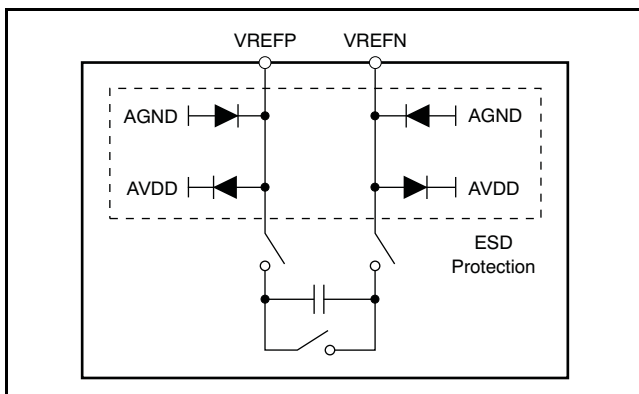 VREFP VREFN
AGND AGND
AVDD AVDD
ESD
Protection